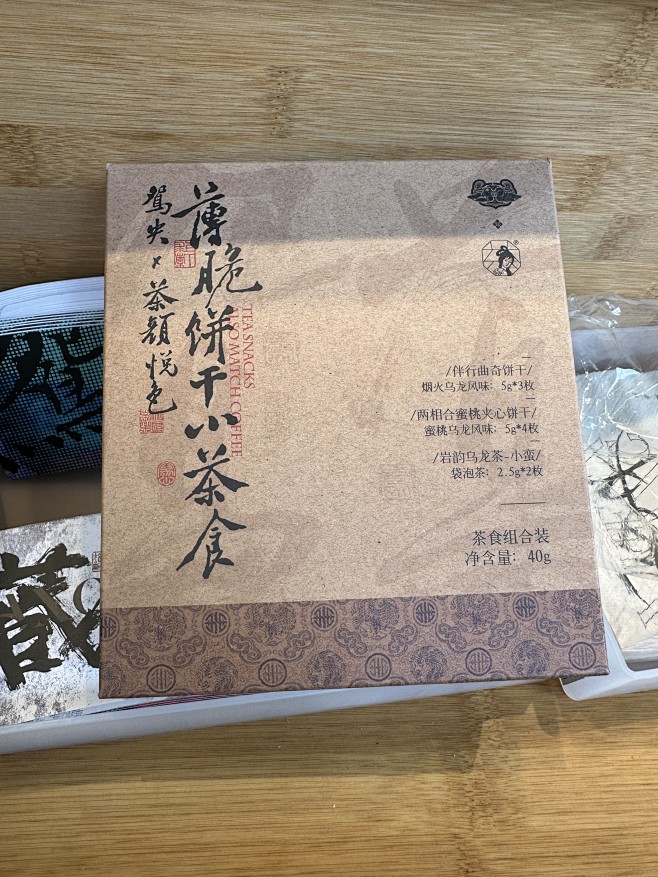 薄脆饼干小茶食
鸳央×茶颜悦色
TEA SNACKS
ALSO MATCH COFFEE
/伴行曲奇饼干/
烟火乌龙风味：5g*3枚
/两相合蜜桃夹心饼干/
蜜桃乌龙风味：5g*4枚
/岩韵乌龙茶-小蛮/
袋泡茶：2.5g*2枚
茶食组合装
净含量：40g